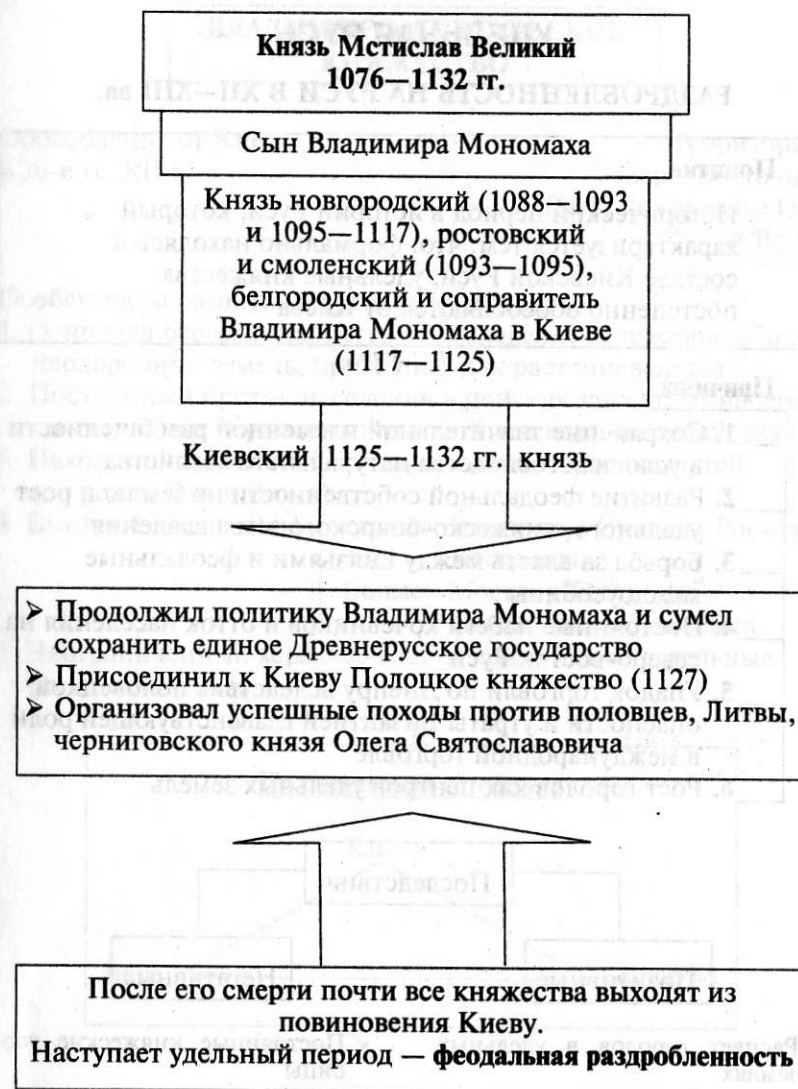 Князь Мстислав Великий
1076—1132 гг.
Сын Владимира Мономаха
Князь новгородский (1088—1093
и 1095—1117), ростовский
и смоленский (1093—1095),
белгородский и соправитель
Владимира Мономаха в Киеве
(1117—1125)
Киевский 1125—1132 гг. князь
➤ Продолжил политику Владимира Мономаха и сумел
сохранить единое Древнерусское государство
➤ Присоединил к Киеву Полоцкое княжество (1127)
➤ Организовал успешные походы против половцев, Литвы,
черниговского князя Олега Святославовича
После его смерти почти все княжества выходят из
повиновения Киеву.
Наступает удельный период — феодальная раздробленность